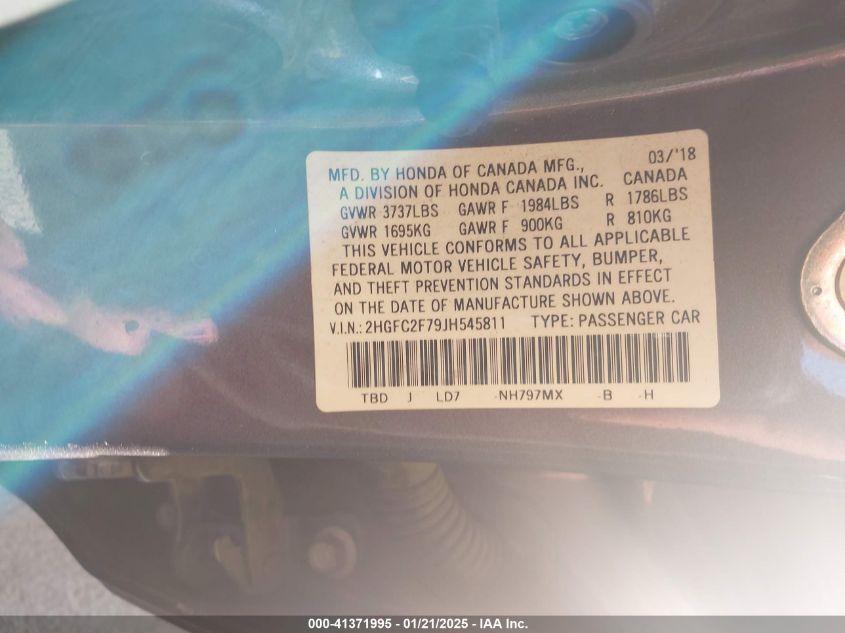 03/'18
MFD. BY HONDA OF CANADA MFG.,
A DIVISION OF HONDA CANADA INC. CANADA
GVWR 3737LBS GAWR F 1984LBS R 1786LBS
GVWR 1695KG GAWR F 900KG R 810KG
THIS VEHICLE CONFORMS TO ALL APPLICABLE
FEDERAL MOTOR VEHICLE SAFETY, BUMPER,
AND THEFT PREVENTION STANDARDS IN EFFECT
ON THE DATE OF MANUFACTURE SHOWN ABOVE.
V.I.N.: 2HGFC2F79JH545811 TYPE: PASSENGER CAR
TBD J LD7 -NH797MX -B -H
000-41371995 - 01/21/2025 - IAA Inc.